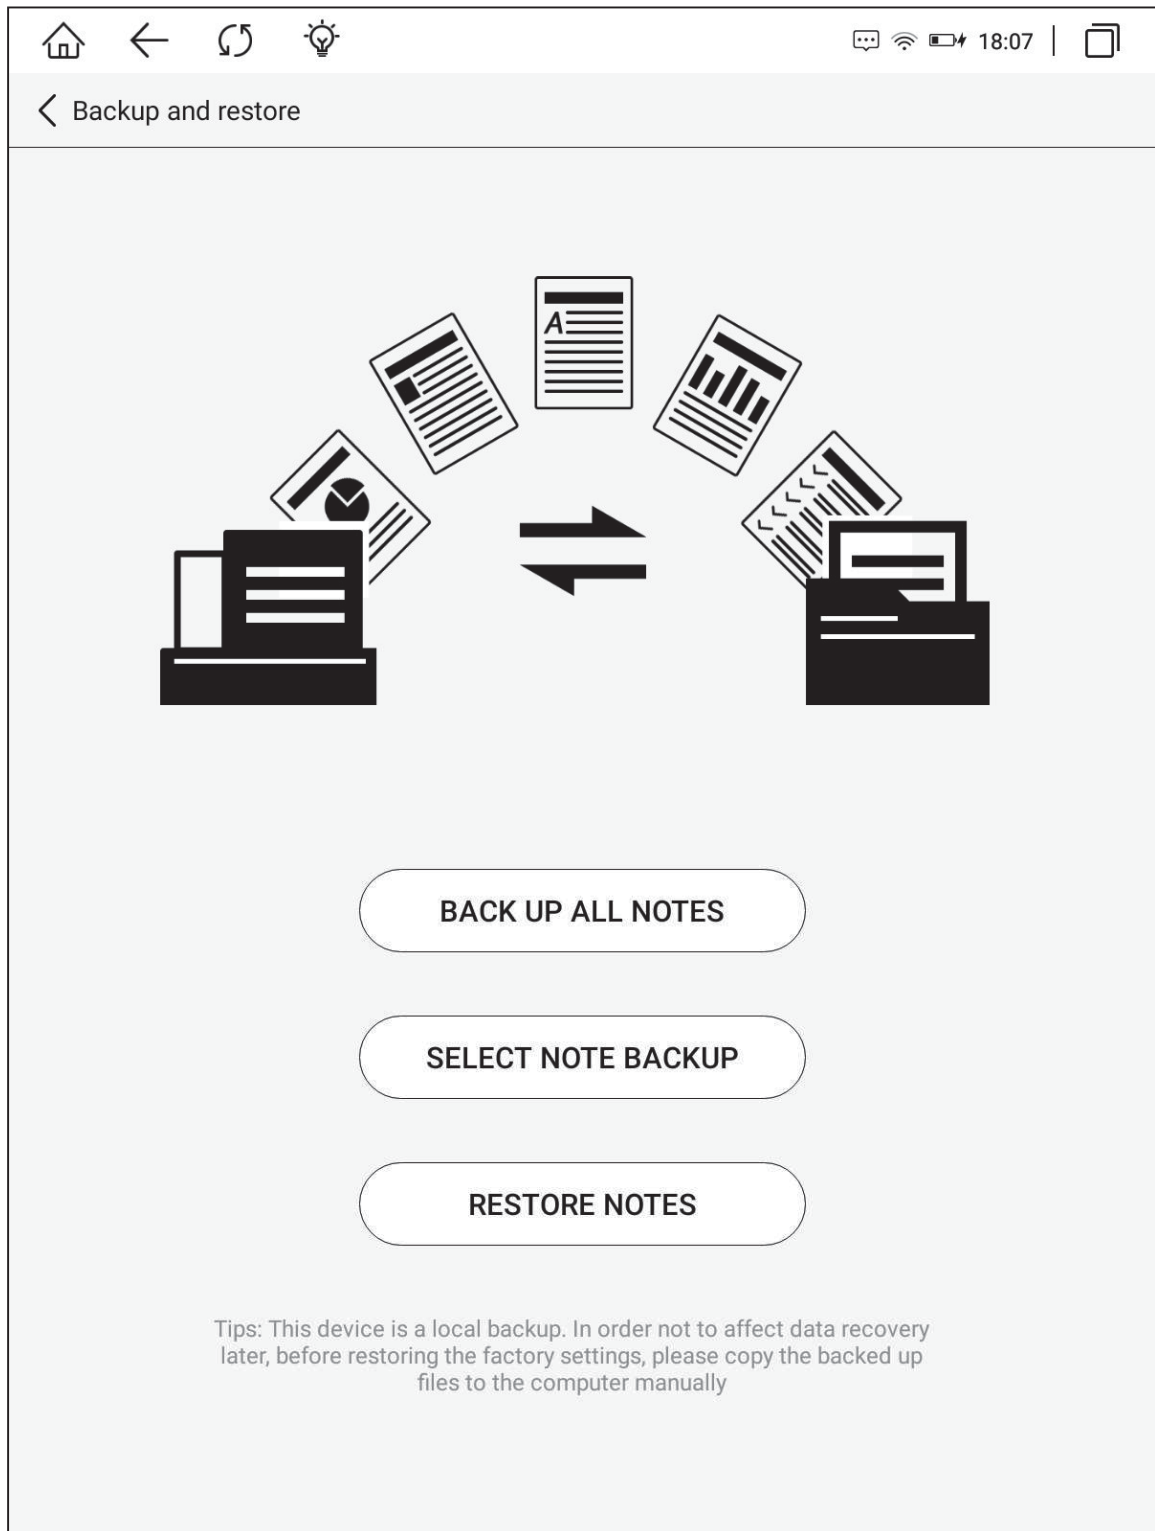 18:07
Backup and restore
A
BACK UP ALL NOTES
SELECT NOTE BACKUP
RESTORE NOTES
Tips: This device is a local backup. In order not to affect data recovery
later, before restoring the factory settings, please copy the backed up
files to the computer manually